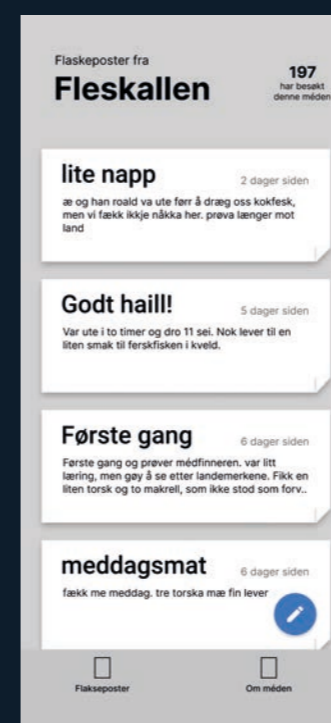 Flaskeposter fra
Fleskallen
197
har besøkt
denne méden
lite napp
2 dager siden
æ og han roald va ute førr å dræg oss kokfesk,
men vi fækk ikkje nåkka her. prøva længer mot
land
Godt haill!
5 dager siden
Var ute i to timer og dro 11 sei. Nok lever til en
liten smak til ferskfisken i kveld.
Første gang
6 dager siden
Første gang og prøver médfinneren. var litt
læring, men gøy å se etter landemerkene. Fikk en
liten torsk og to makrell, som ikke stod som forv..
meddagsmat
6 dager siden
fækk me meddag. tre torska mæ fin lever
Flakseposter
Om méden